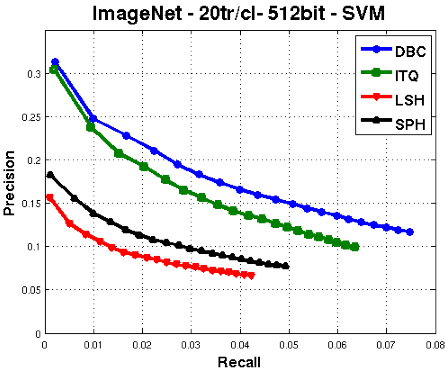 ImageNet - 20tr/cl- 512bit - SVM
DBC
ITQ
LSH
SPH
Precision
0.3
0.25
0.2
0.15
0.1
0.05
0
0 0.01 0.02 0.03 0.04 0.05 0.06 0.07 0.08
Recall